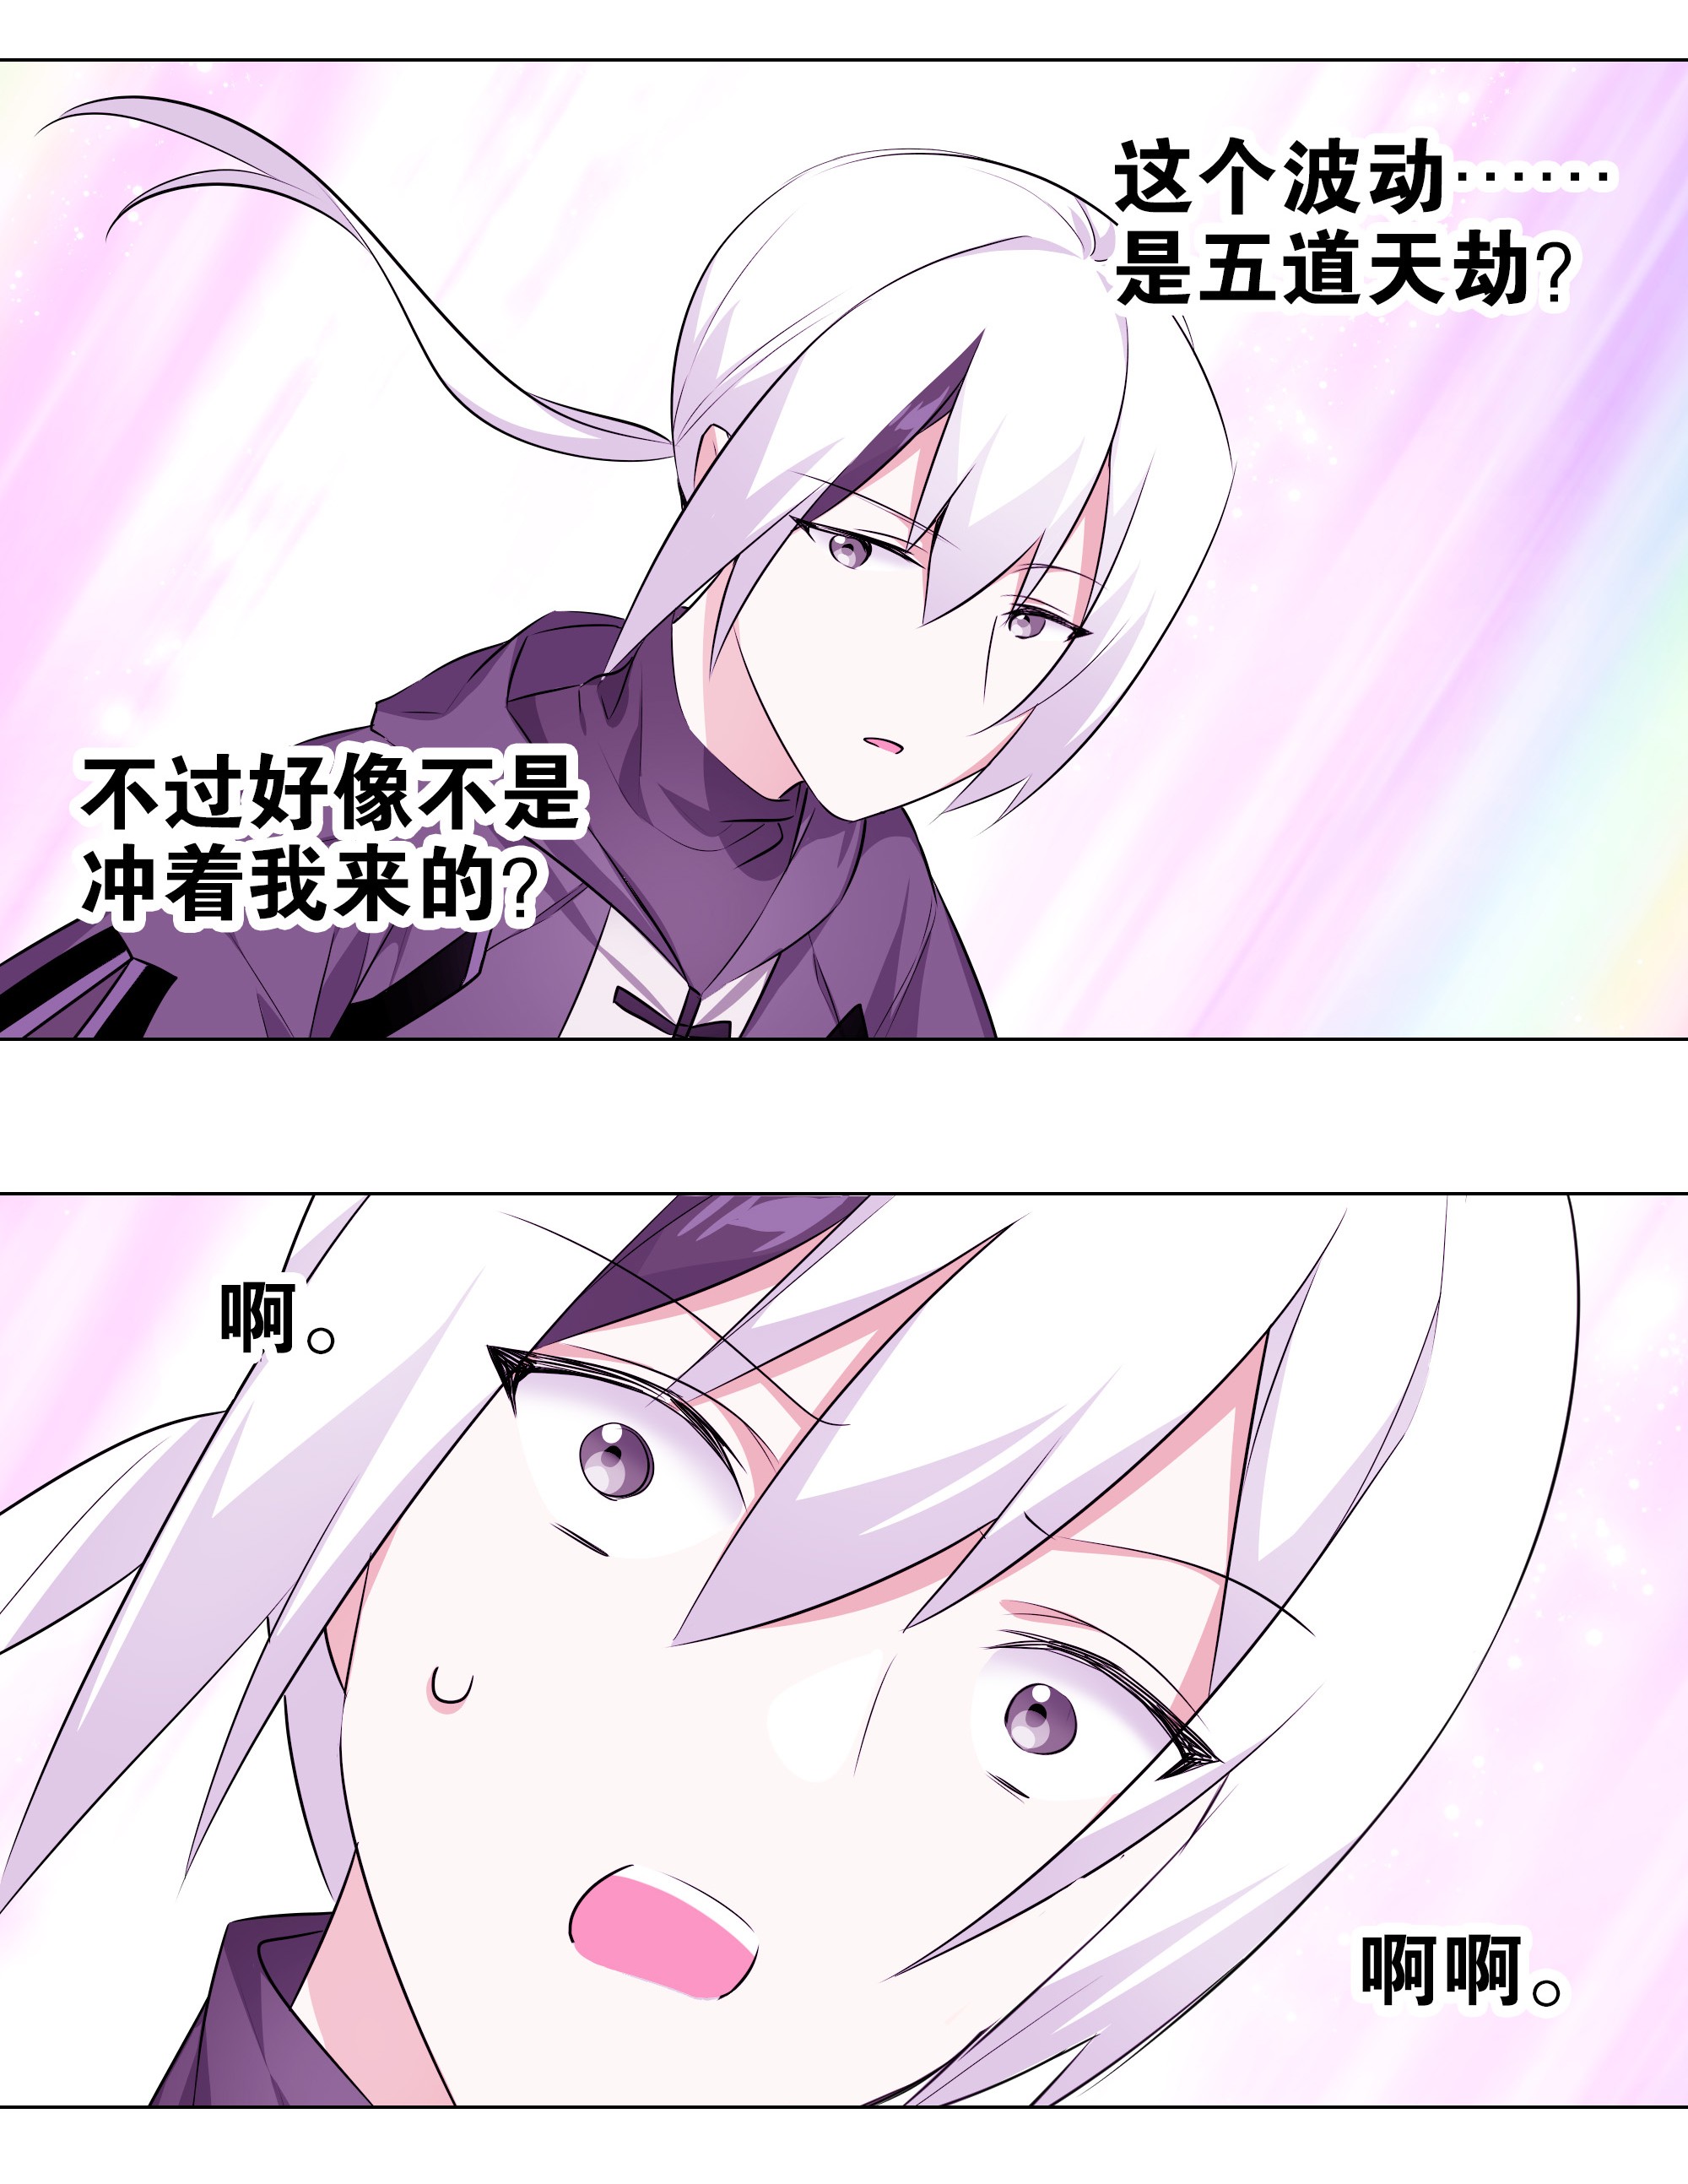 这个波动……
是五道天劫?
不过好像不是
冲着我来的?
啊。
啊啊。